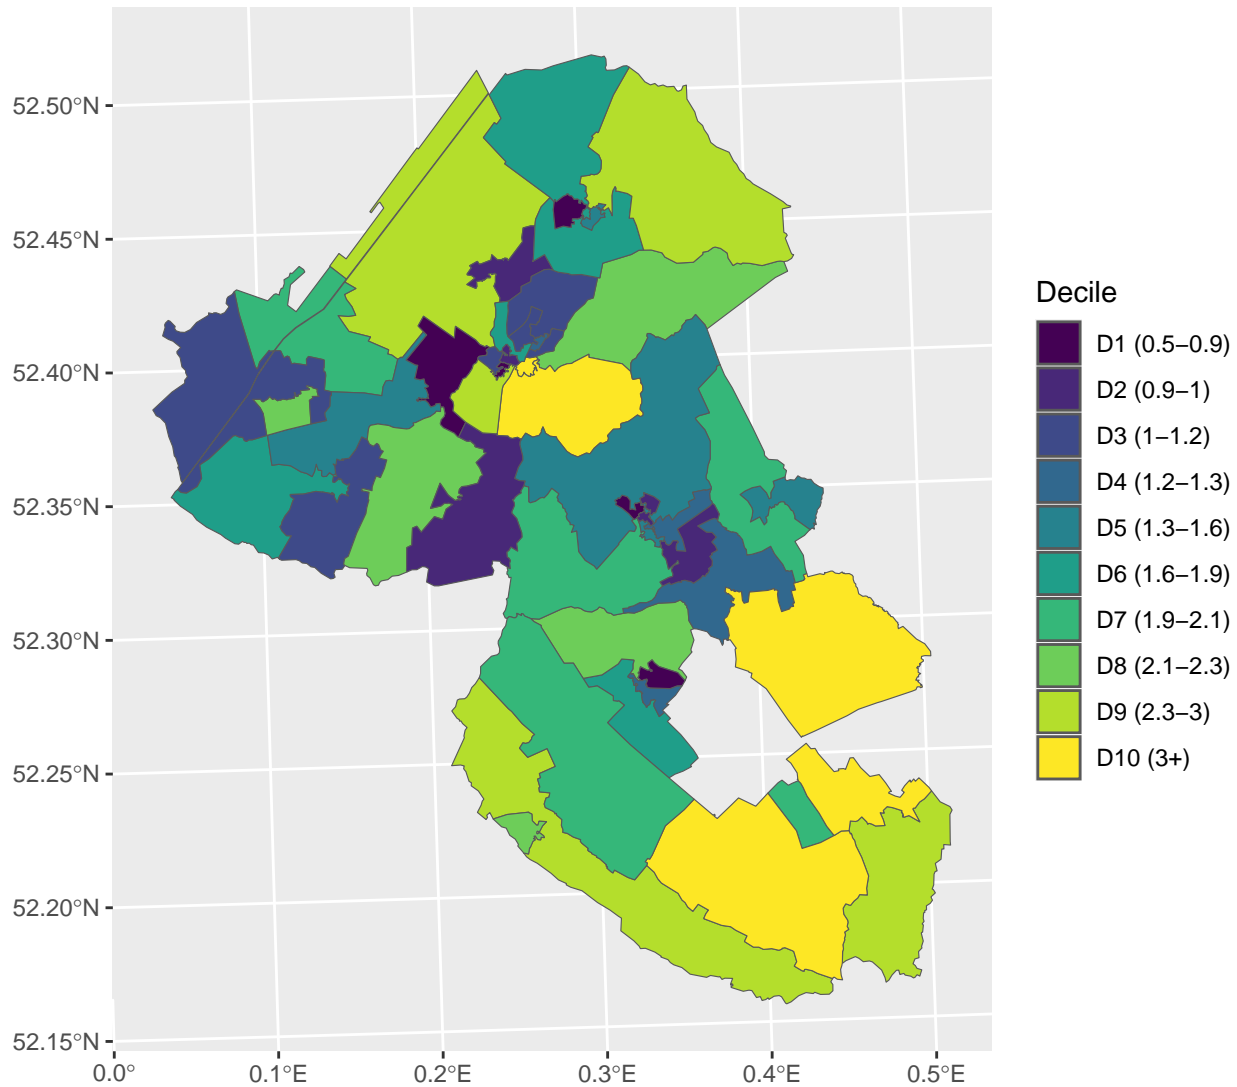 52.50°N
52.45°N
52.40°N
52.35°N
52.30°N
52.25°N
52.20°N
52.15°N
0.0°
0.1°E
0.2°E
0.3°E
0.4°E
0.5°E
Decile
D1 (0.5–0.9)
D2 (0.9–1)
D3 (1–1.2)
D4 (1.2–1.3)
D5 (1.3–1.6)
D6 (1.6–1.9)
D7 (1.9–2.1)
D8 (2.1–2.3)
D9 (2.3–3)
D10 (3+)